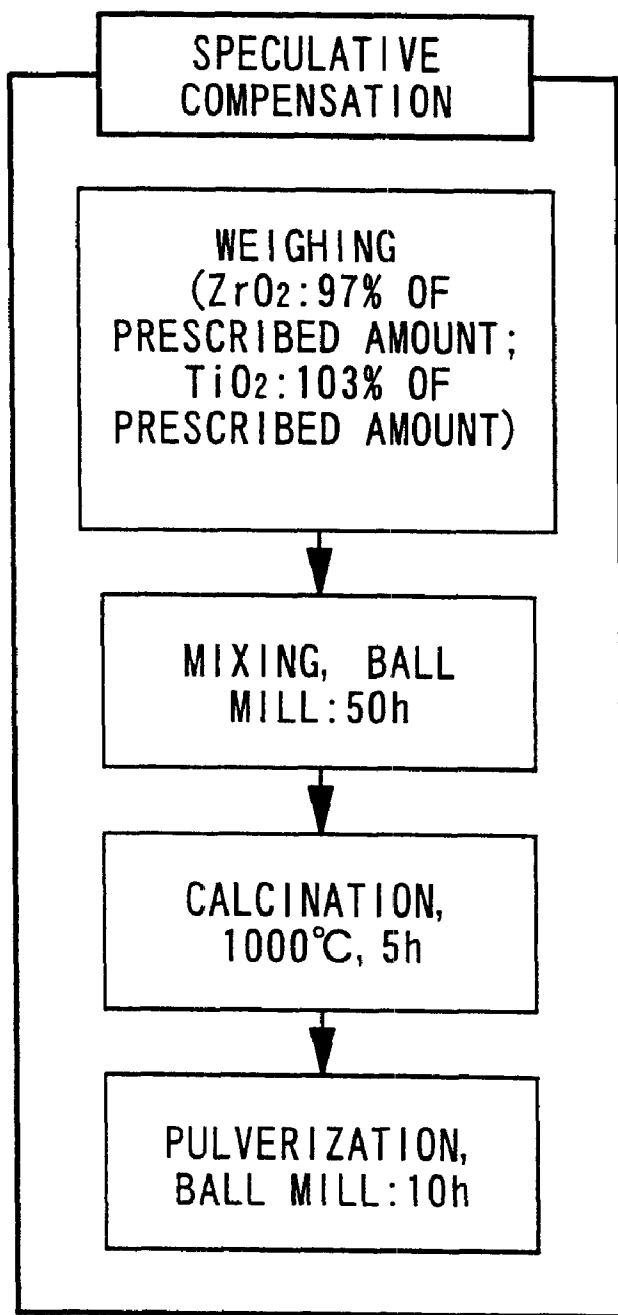 SPECULATIVE
COMPENSATION
WEIGHING
(ZrO2:97% OF
PRESCRIBED AMOUNT;
TiO2:103% OF
PRESCRIBED AMOUNT)
MIXING, BALL
MILL:50h
CALCINATION,
1000℃, 5h
PULVERIZATION,
BALL MILL:10h